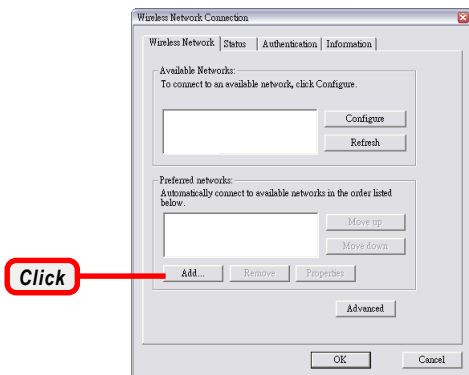 Wireless Network Connection
Wireless Network Status Authentication Information
Available Networks:
To connect to an available network, click Configure.
Configure
Refresh
Preferred networks:
Automatically connect to available networks in the order listed
below.
Move up
Move down
Click
Add... Remove Properties
Advanced
OK Cancel